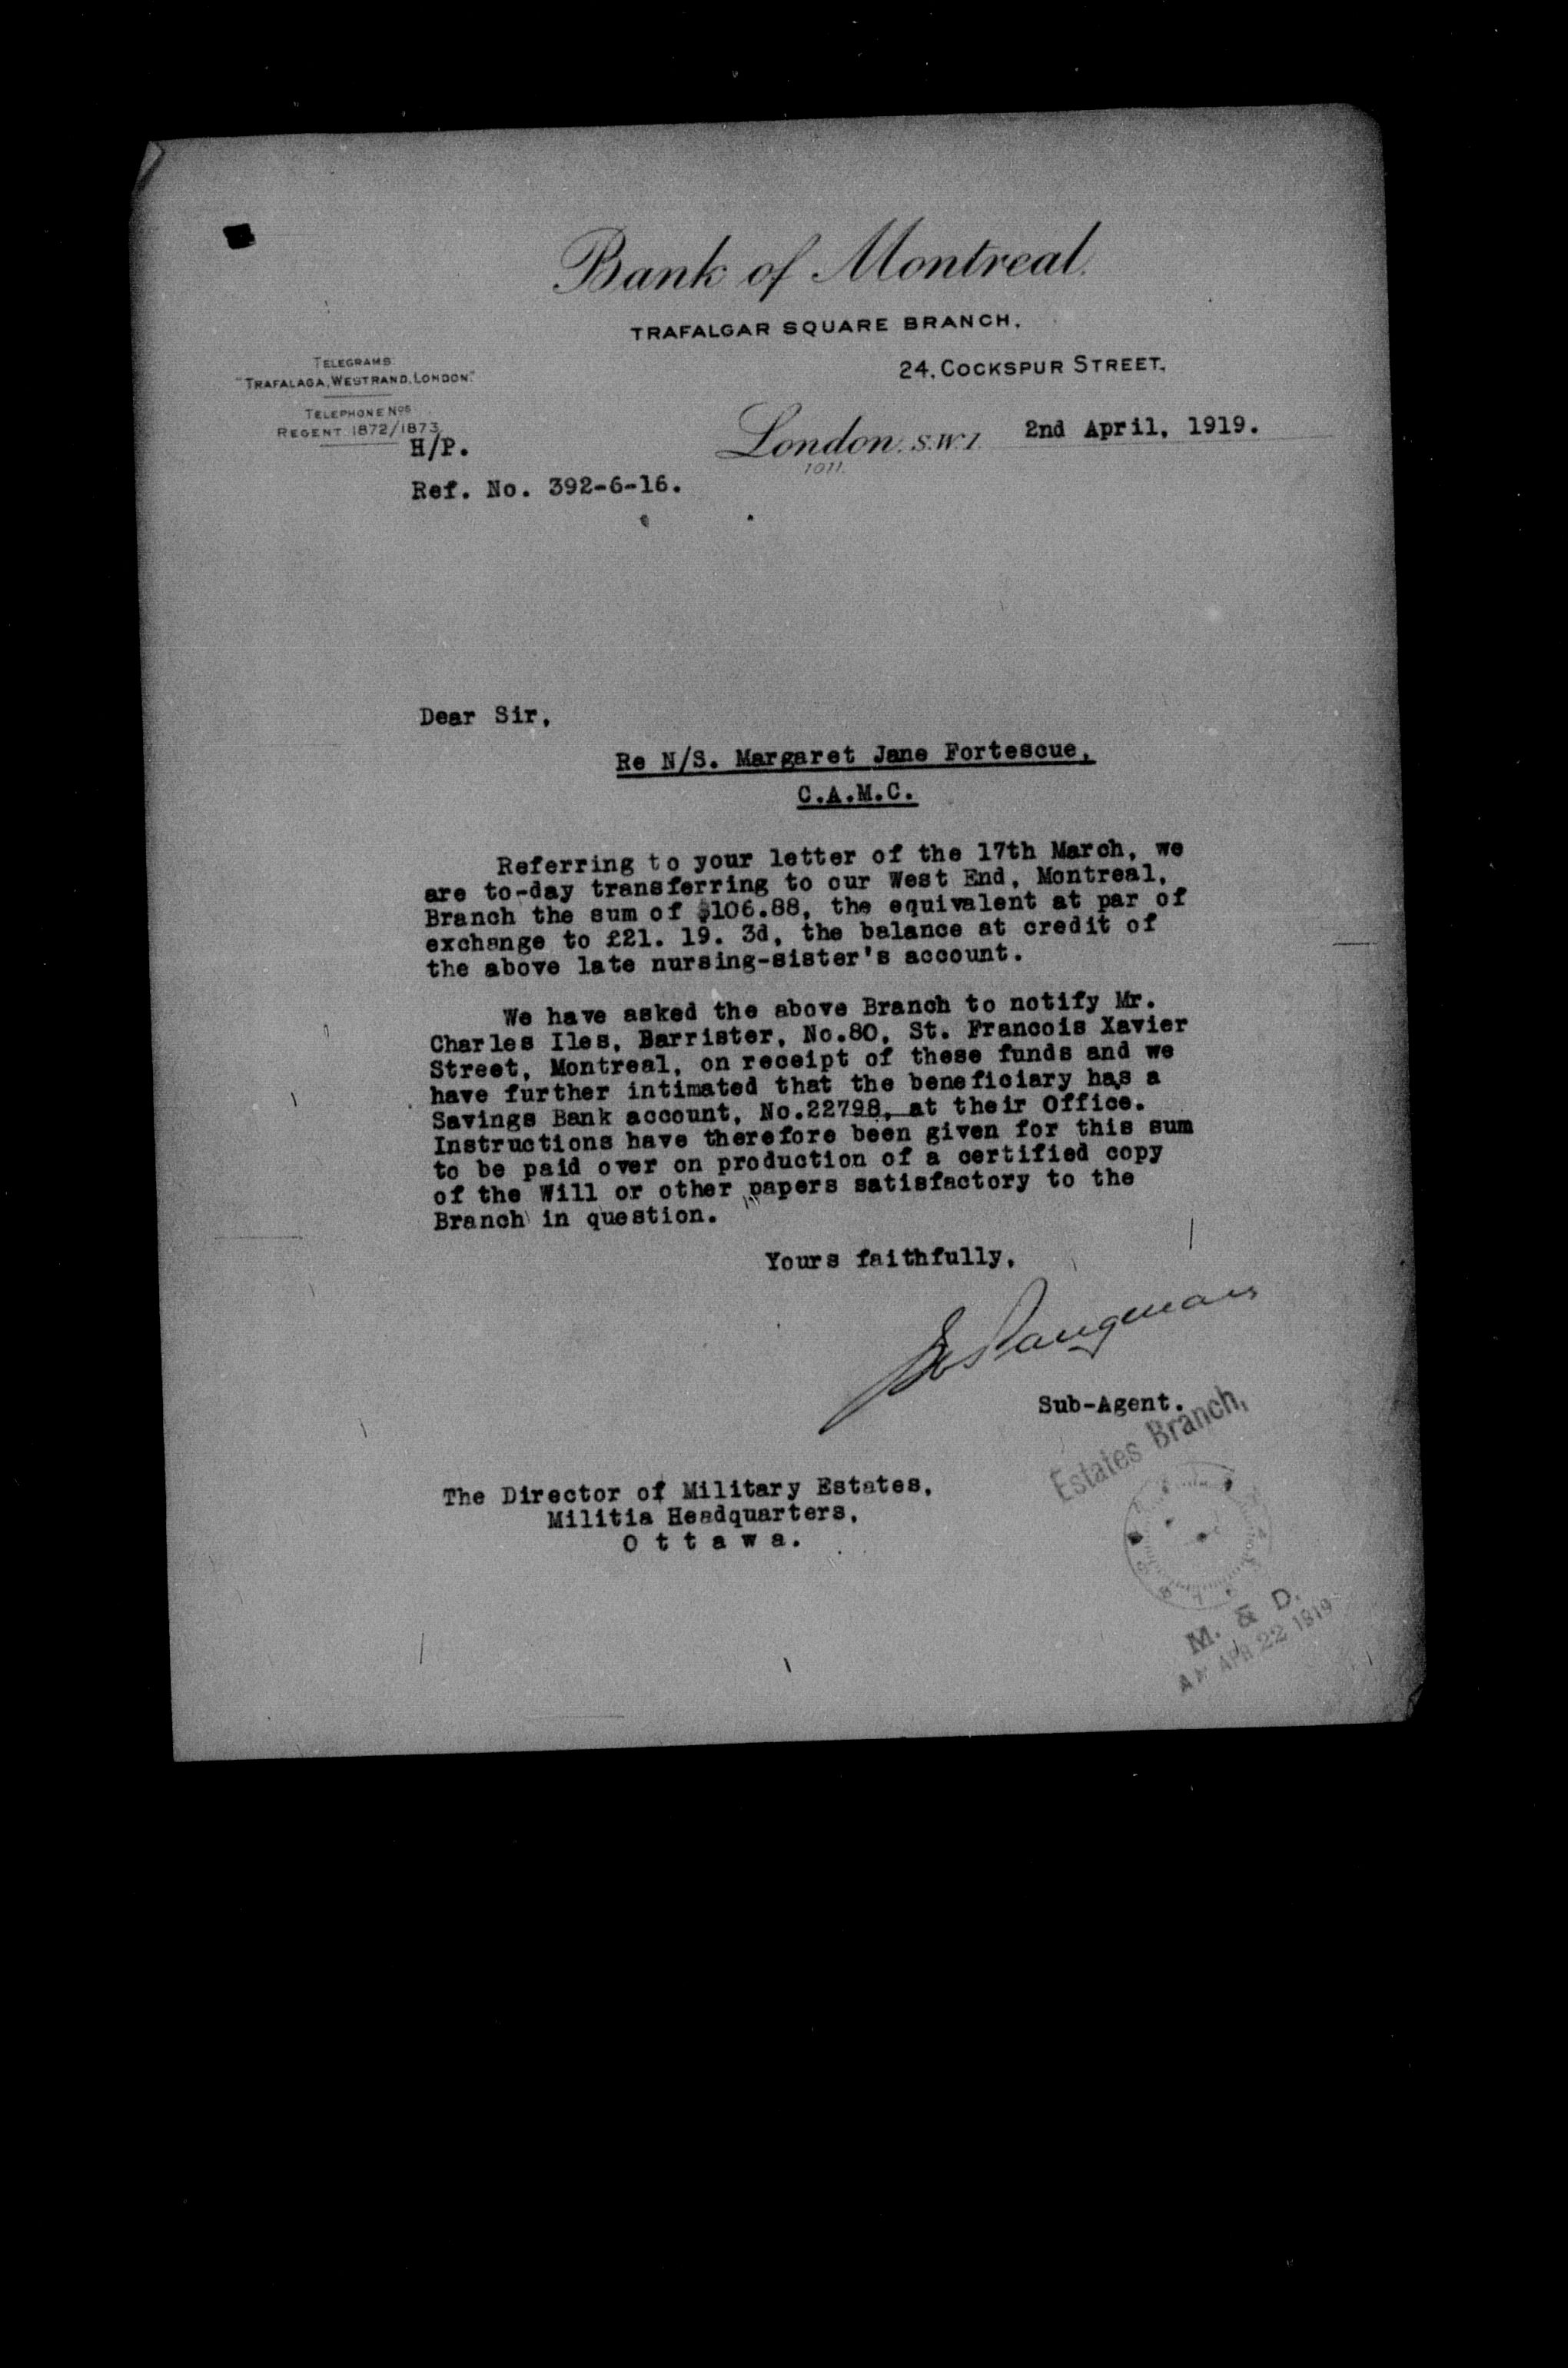 Bank of Montreal.
TRAFALGAR SQUARE BRANCH.
24, COCKSPUR STREET,
TELEGRAMS:
"TRAFALAGA, WESTRAND, LONDON."
TELEPHONE Nos
REGENT 1872/1873
London, S.W.1. 2nd April, 1919.
1011.
H/P.
Ref. No. 392-6-16.
Dear Sir,
Re N/S. Margaret Jane Fortescue,
C.A.M.C.
Referring to your letter of the 17th March, we
are to-day transferring to our West End, Montreal,
Branch the sum of $106.88, the equivalent at par of
exchange to £21. 19. 3d, the balance at credit of
the above late nursing-sister's account.
We have asked the above Branch to notify Mr.
Charles Iles, Barrister, No.80, St. Francois Xavier
Street, Montreal, on receipt of these funds and we
have further intimated that the beneficiary has a
Savings Bank account, No.22798, at their Office.
Instructions have therefore been given for this sum
to be paid over on production of a certified copy
of the Will or other papers satisfactory to the
Branch in question.
Yours faithfully,
Sub-Agent.
Estates Branch,
The Director of Military Estates,
Militia Headquarters,
O t t a w a.
M. & D.
APR 22 1919